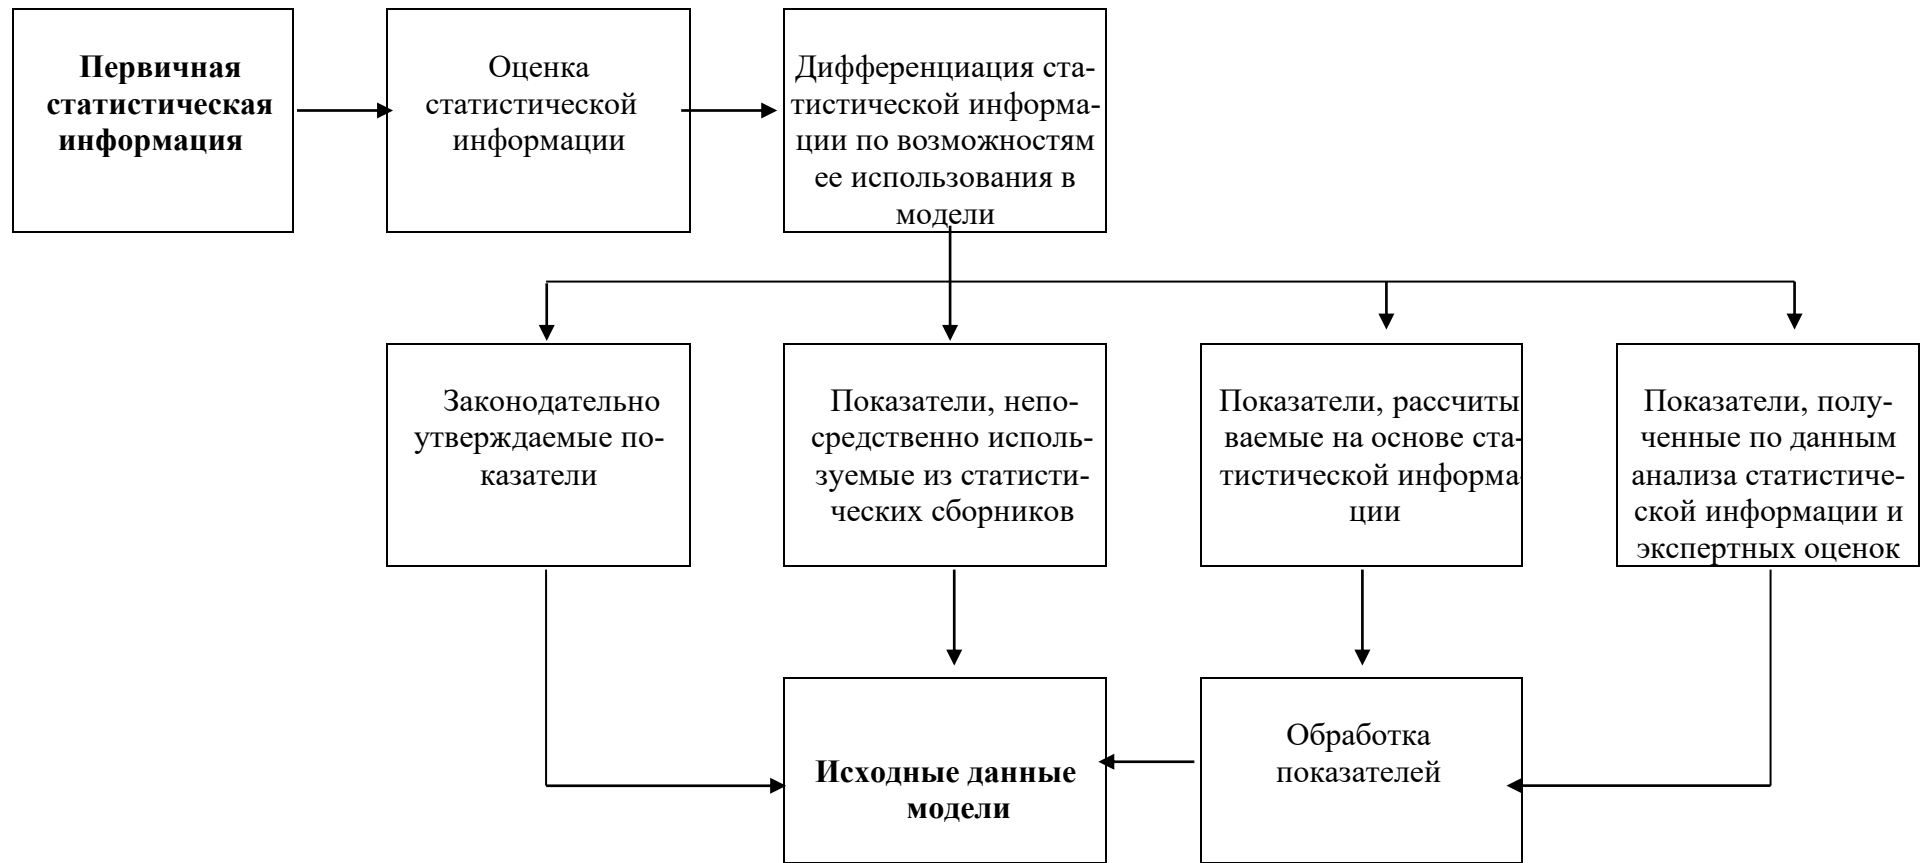 Первичная
статистическая
информация
Оценка
статистической
информации
Дифференциация ста-
тистической информа-
ции по возможностям
ее использования в
модели
Законодательно
утверждаемые по-
казатели
Показатели, непо-
средственно исполь-
зуемые из статисти-
ческих сборников
Показатели, рассчиты
ваемые на основе ста-
тистической информа-
ции
Показатели, полу-
ченные по данным
анализа статистиче-
ской информации и
экспертных оценок
Исходные данные
модели
Обработка
показателей